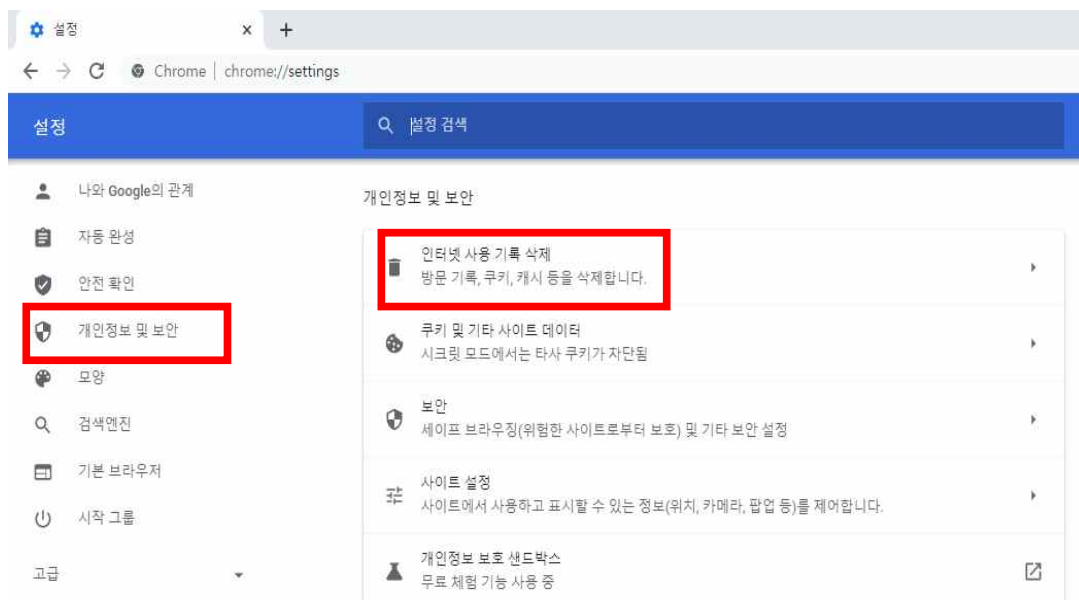 설정
Chrome | chrome://settings
설정
설정 검색
나와 Google의 관계
자동 완성
안전 확인
개인정보 및 보안
모양
검색엔진
기본 브라우저
시작 그룹
고급
개인정보 및 보안
인터넷 사용 기록 삭제
방문 기록, 쿠키, 캐시 등을 삭제합니다.
쿠키 및 기타 사이트 데이터
시크릿 모드에서는 타사 쿠키가 차단됨
보안
세이프 브라우징(위험한 사이트로부터 보호) 및 기타 보안 설정
사이트 설정
사이트에서 사용하고 표시할 수 있는 정보(위치, 카메라, 팝업 등)를 제어합니다.
개인정보 보호 샌드박스
무료 체험 기능 사용 중